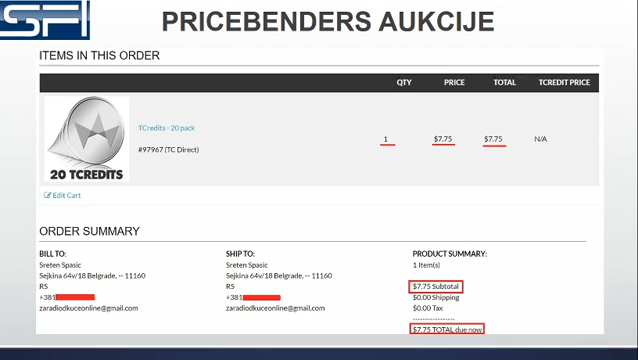 SFI
PRICEBENDERS AUKCIJE
ITEMS IN THIS ORDER
QTY PRICE TOTAL TCREDIT PRICE
TCredits - 20 pack
#97967 (TC Direct)
1 $7.75 $7.75 N/A
20 TCREDITS
Edit Cart
ORDER SUMMARY
BILL TO:
Sreten Spasic
Sejkina 64v/18 Belgrade, -- 11160
RS
+381
zaradiodkuceonline@gmail.com
SHIP TO:
Sreten Spasic
Sejkina 64v/18 Belgrade, -- 11160
RS
+381
zaradiodkuceonline@gmail.com
PRODUCT SUMMARY:
1 Item(s)
$7.75 Subtotal
$0.00 Shipping
$0.00 Tax
----------------
$7.75 TOTAL due now